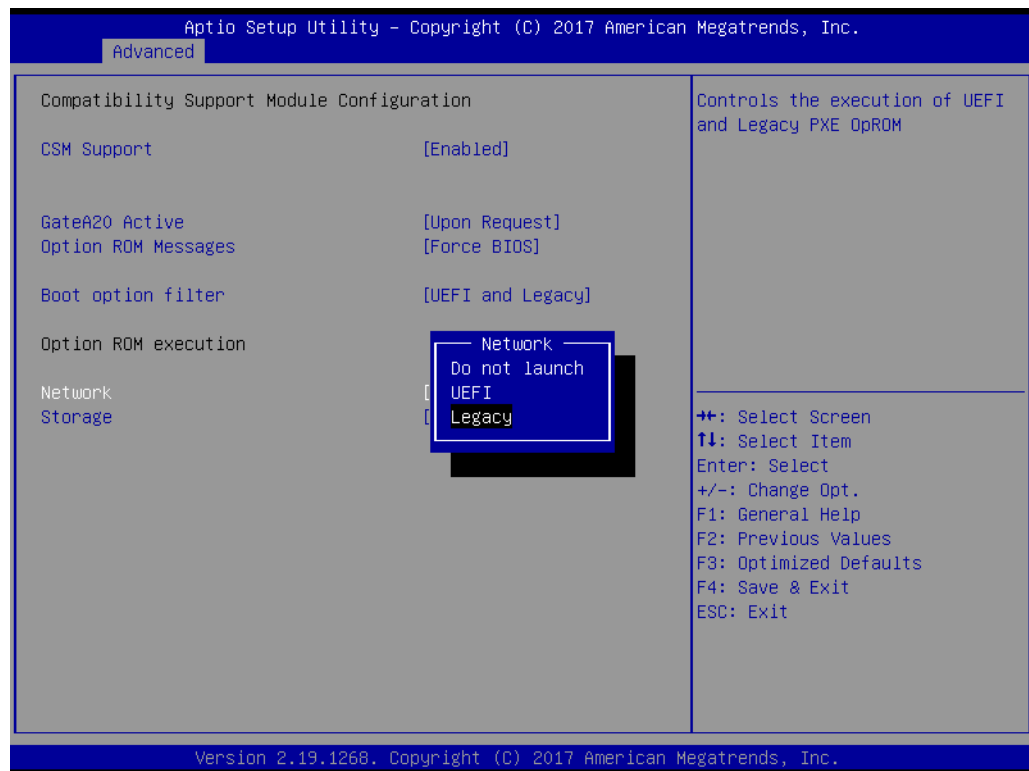 Aptio Setup Utility – Copyright (C) 2017 American Megatrends, Inc.
Advanced
Compatibility Support Module Configuration
CSM Support [Enabled]
GateA20 Active [Upon Request]
Option ROM Messages [Force BIOS]
Boot option filter [UEFI and Legacy]
Option ROM execution
Network [
Storage [
Network
Do not launch
UEFI
Legacy
Controls the execution of UEFI
and Legacy PXE OpROM
→←: Select Screen
↑↓: Select Item
Enter: Select
+/-: Change Opt.
F1: General Help
F2: Previous Values
F3: Optimized Defaults
F4: Save & Exit
ESC: Exit
Version 2.19.1268. Copyright (C) 2017 American Megatrends, Inc.